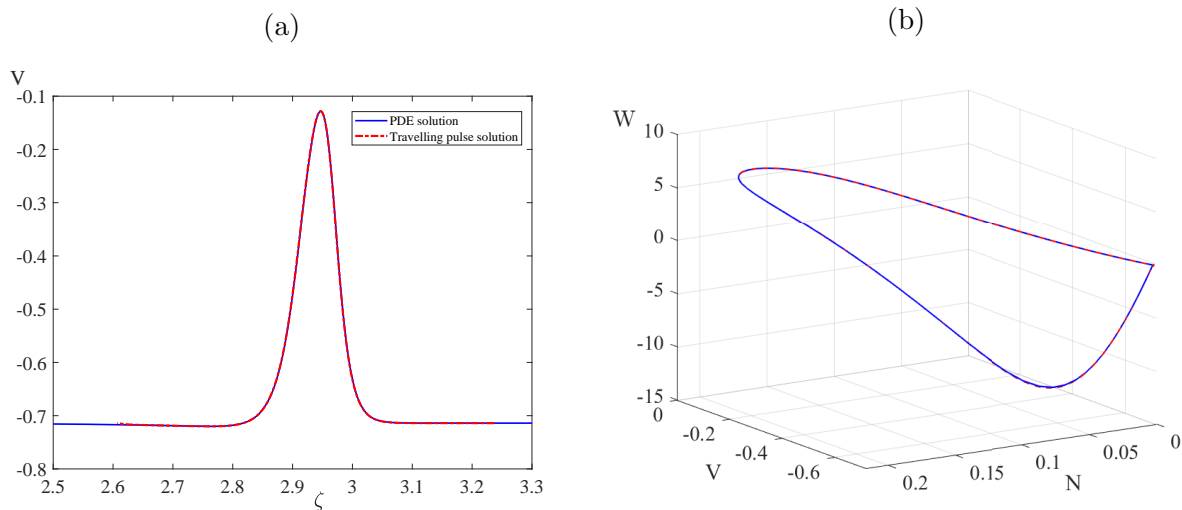 (a)
V
-0.1
-0.2
-0.3
-0.4
-0.5
-0.6
-0.7
-0.8
2.5 2.6 2.7 2.8 2.9 3 3.1 3.2 3.3
ζ
PDE solution
Travelling pulse solution
(b)
W
10
5
0
-5
-10
-15
0
-0.2
-0.4
-0.6
V
0.2
0.15
0.1
0.05
0
N